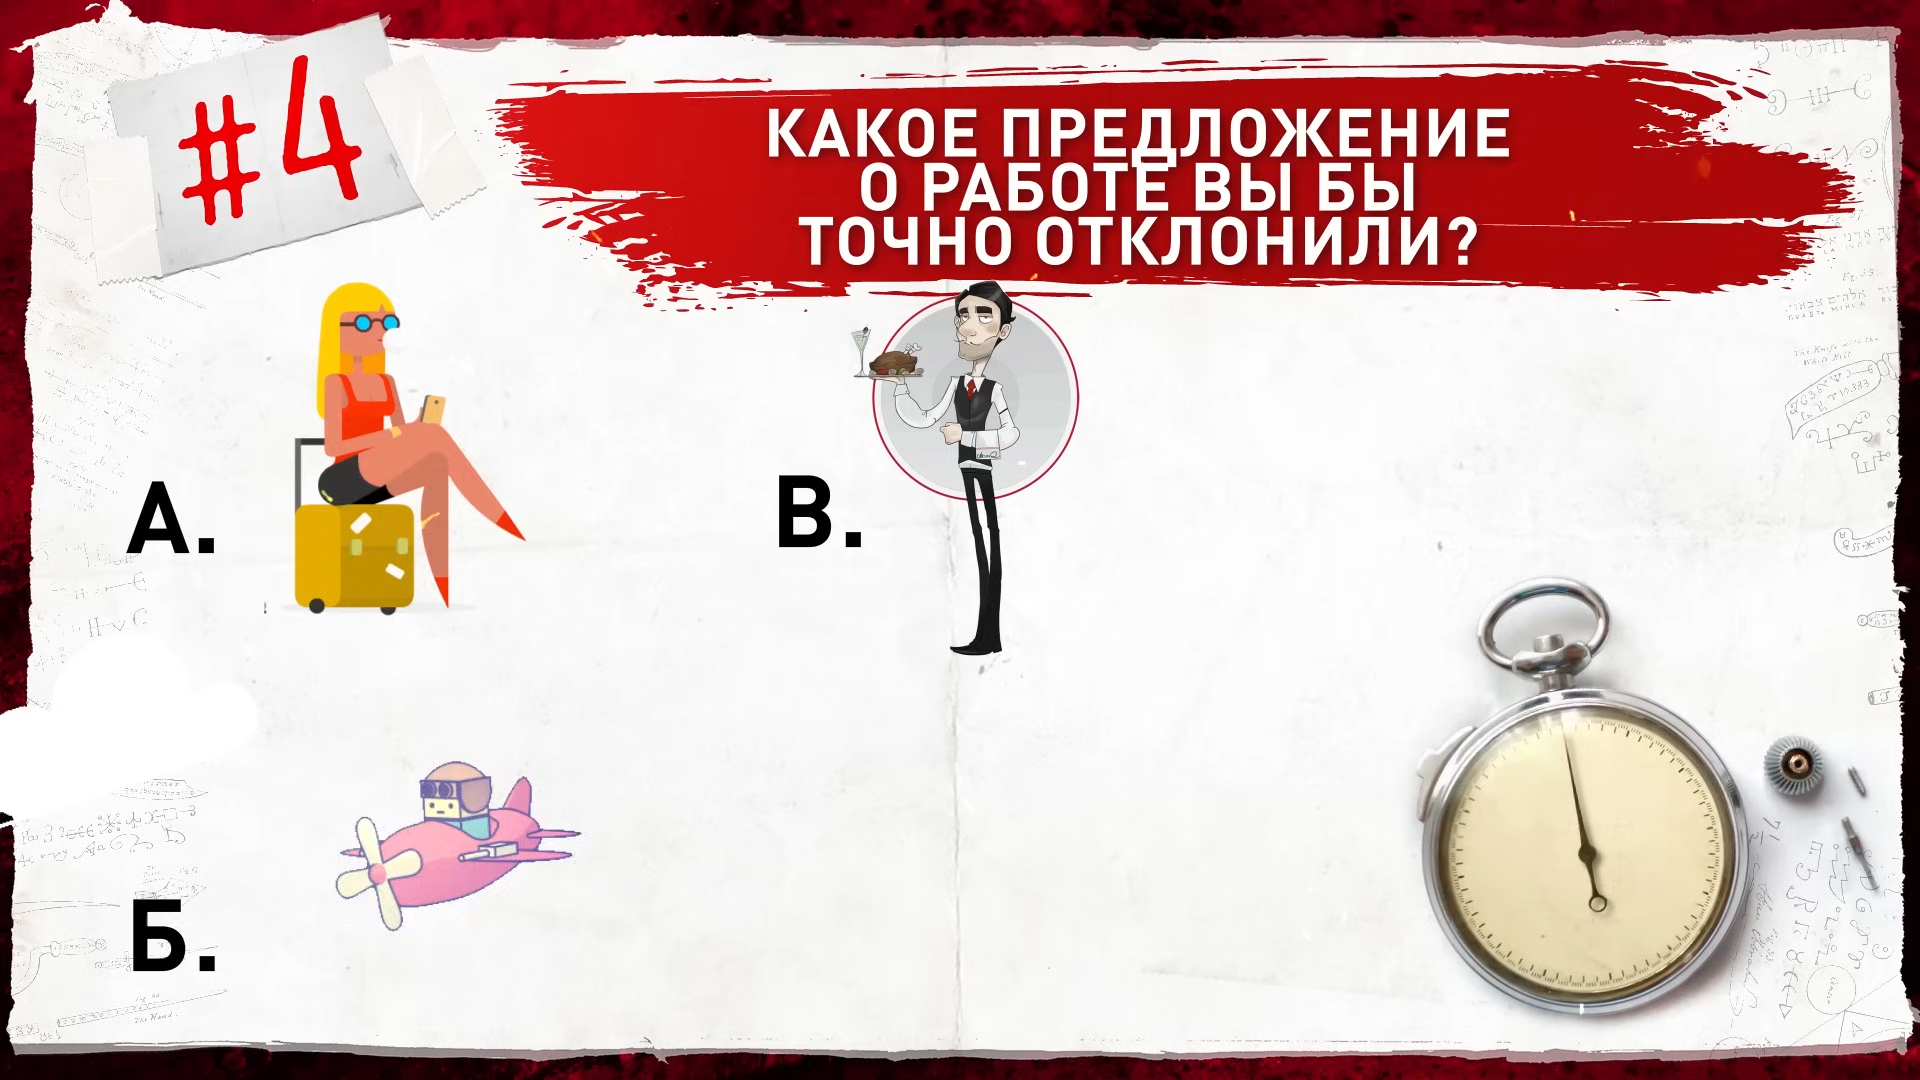 #4
КАКОЕ ПРЕДЛОЖЕНИЕ
О РАБОТЕ ВЫ БЫ
ТОЧНО ОТКЛОНИЛИ?
А.
В.
Б.